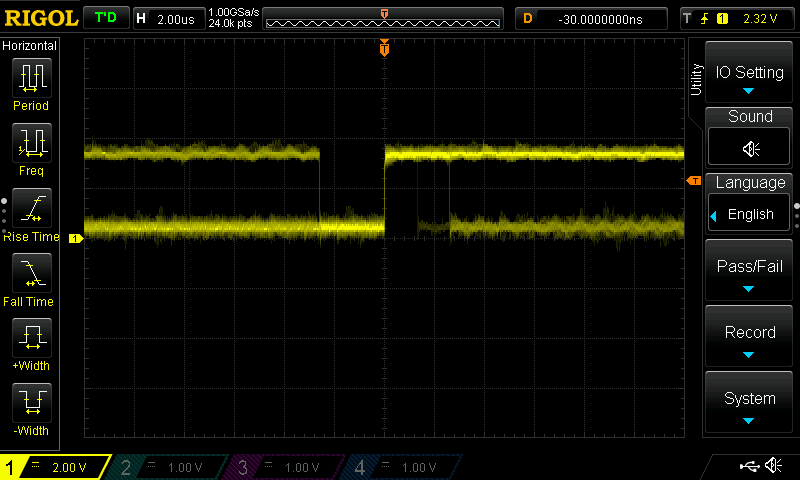 RIGOL T'D H 2.00us 1.00GSa/s 24.0k pts T D -30.0000000ns T 1 2.32 V
Horizontal
Period
Freq
Rise Time
Fall Time
+Width
-Width
T
T
1
Utility
IO Setting
Sound
Language
English
Pass/Fail
Record
System
1 2.00 V 2 1.00 V 3 1.00 V 4 1.00 V